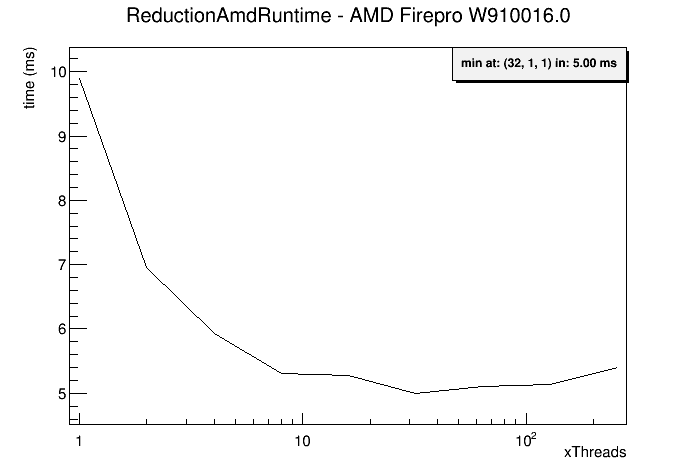 ReductionAmdRuntime - AMD Firepro W910016.0
time (ms)
min at: (32, 1, 1) in: 5.00 ms
10
9
8
7
6
5
1
10
10²
xThreads